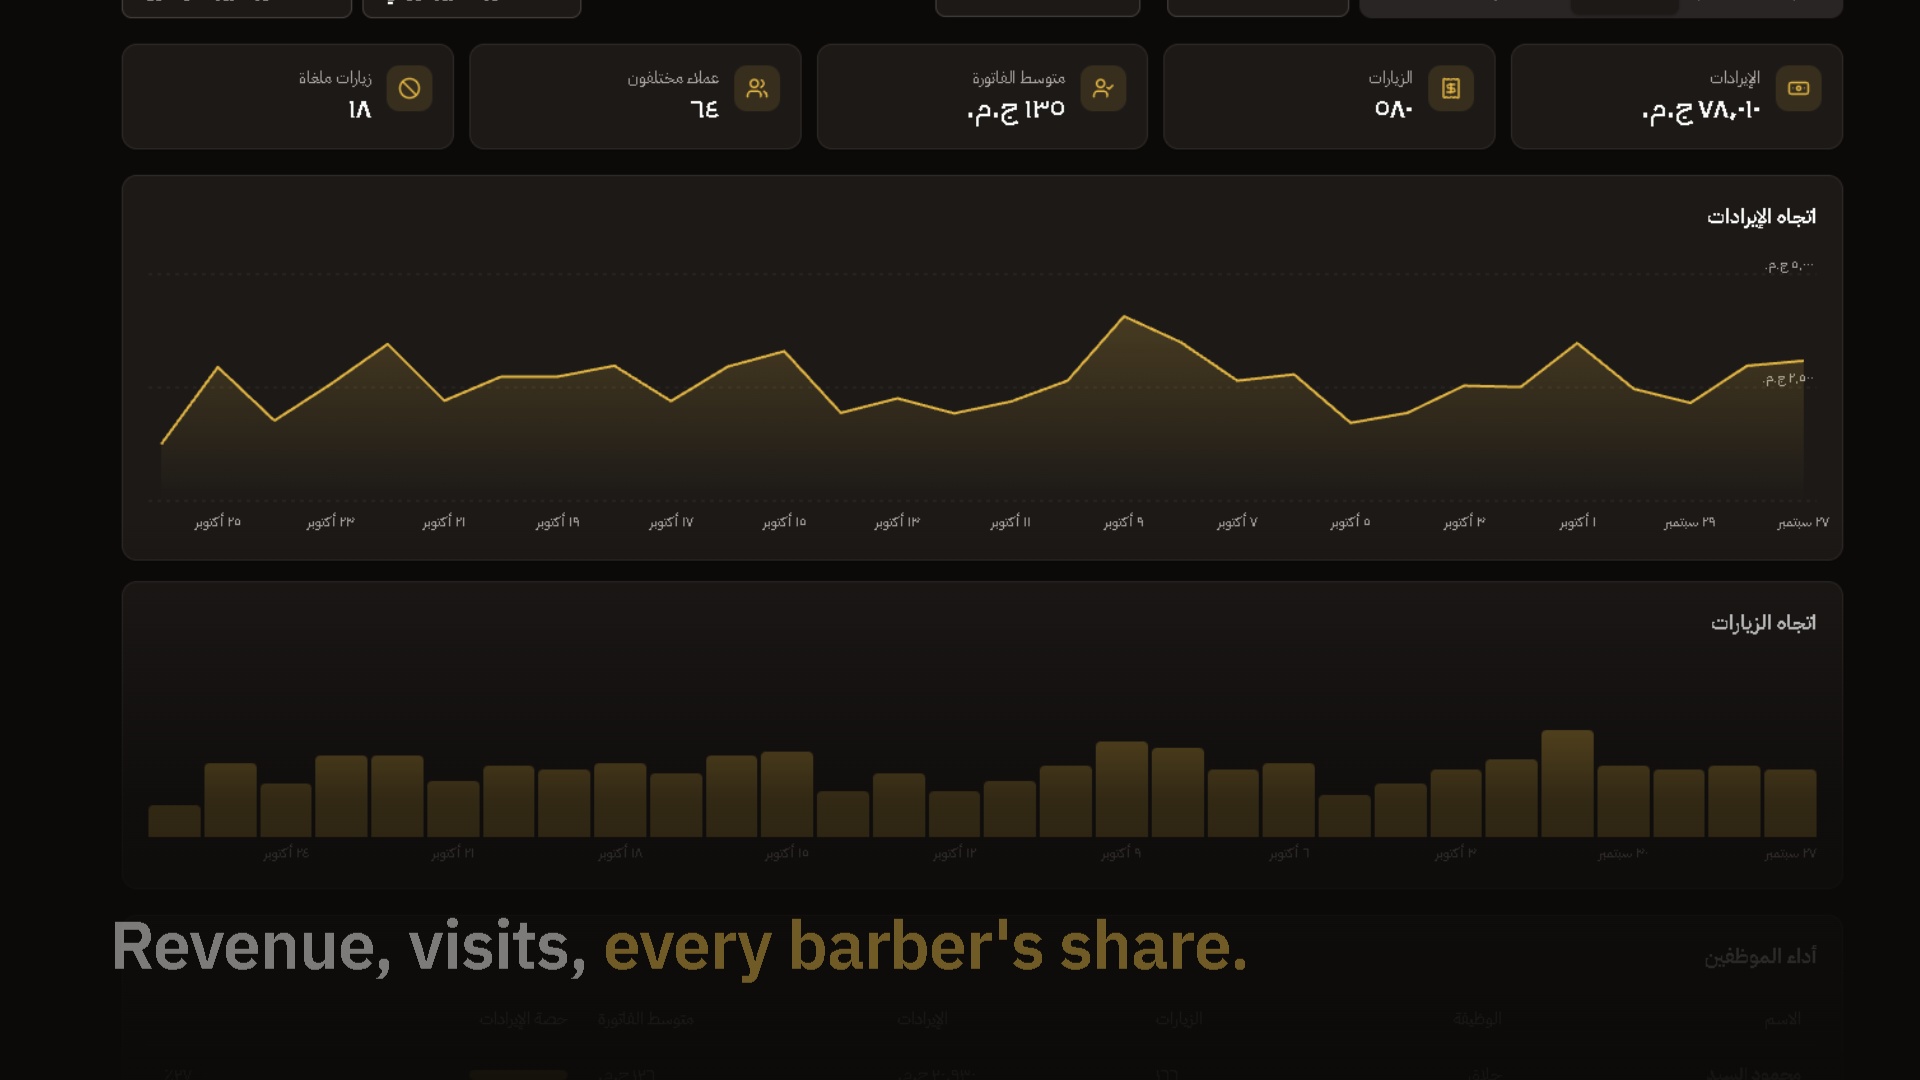 الإيرادات
٧٨,٠١٠ ج.م.
الزيارات
٥٨٠
متوسط الفاتورة
١٣٥ ج.م.
عملاء مختلفون
٦٤
زيارات ملغاة
١٨
اتجاه الإيرادات
٥,٠٠٠ ج.م.
٢,٥٠٠ ج.م.
٢٧ سبتمبر ٢٩ سبتمبر ١ أكتوبر ٣ أكتوبر ٥ أكتوبر ٧ أكتوبر ٩ أكتوبر ١١ أكتوبر ١٣ أكتوبر ١٥ أكتوبر ١٧ أكتوبر ١٩ أكتوبر ٢١ أكتوبر ٢٣ أكتوبر ٢٥ أكتوبر
اتجاه الزيارات
٢٧ سبتمبر ٣٠ سبتمبر ٣ أكتوبر ٦ أكتوبر ٩ أكتوبر ١٢ أكتوبر ١٥ أكتوبر ١٨ أكتوبر ٢١ أكتوبر ٢٤ أكتوبر
Revenue, visits, every barber's share.
أداء الموظفين
الاسم الوظيفة الزيارات الإيرادات متوسط الفاتورة حصة الإيرادات